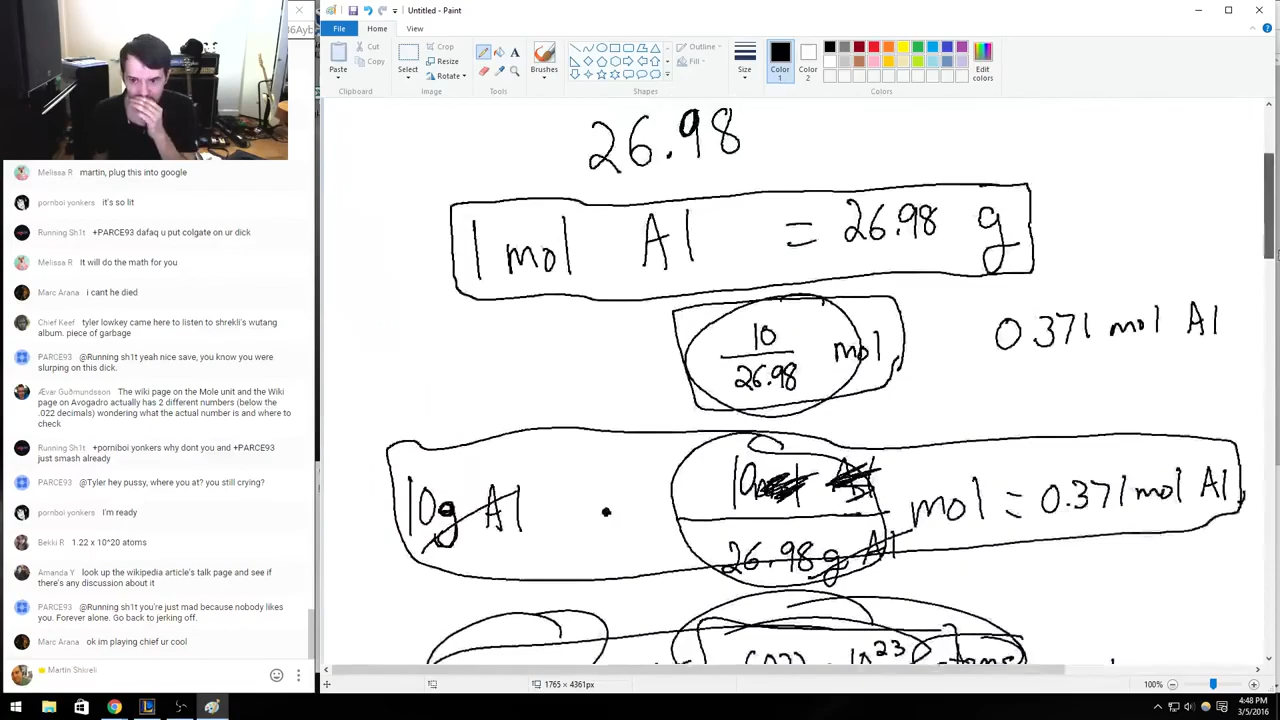 Untitled - Paint
File Home View
Paste
Cut
Copy
Clipboard
Select
Crop
Resize
Rotate
Image
Tools
Brushes
Shapes
Outline
Fill
Size
Color 1
Color 2
Colors
Edit colors
Melissa R martin, plug this into google
pornboi yonkers it's so lit
Running Sh1t +PARCE93 dafaq u put colgate on ur dick
Melissa R It will do the math for you
Marc Arana i cant he died
Chief Keef tyler lowkey came here to listen to shrekli's wutang
album. piece of garbage
PARCE93 @Running sh1t yeah nice save, you know you were
slurping on this dick.
Ævar Guðmundsson The wiki page on the Mole unit and the Wiki
page on Avogadro actually has 2 different numbers (below the
.022 decimals) wondering what the actual number is and where to
check
Running Sh1t +porniboi yonkers why dont you and +PARCE93
just smash already
PARCE93 @Tyler hey pussy, where you at? you still crying?
pornboi yonkers I'm ready
Bekki R 1.22 x 10^20 atoms
Amanda Y look up the wikipedia article's talk page and see if
there's any discussion about it
PARCE93 @Running sh1t you're just mad because nobody likes
you. Forever alone. Go back to jerking off.
Marc Arana ok im playing chief ur cool
Martin Shkreli
26.98
1 mol Al = 26.98 g
10
26.98
mol
0.371 mol Al
10g Al · 10
26.98g Al
mol = 0.371 mol Al
10^23
1765 × 4361px
100%
4:48 PM
3/5/2016